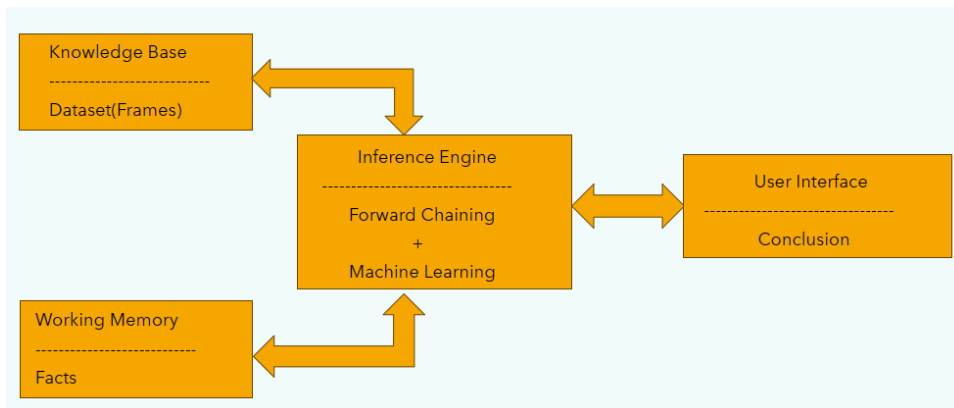 Knowledge Base
----------------------------
Dataset(Frames)
Inference Engine
---------------------------------
Forward Chaining
+
Machine Learning
User Interface
---------------------------------
Conclusion
Working Memory
----------------------------
Facts